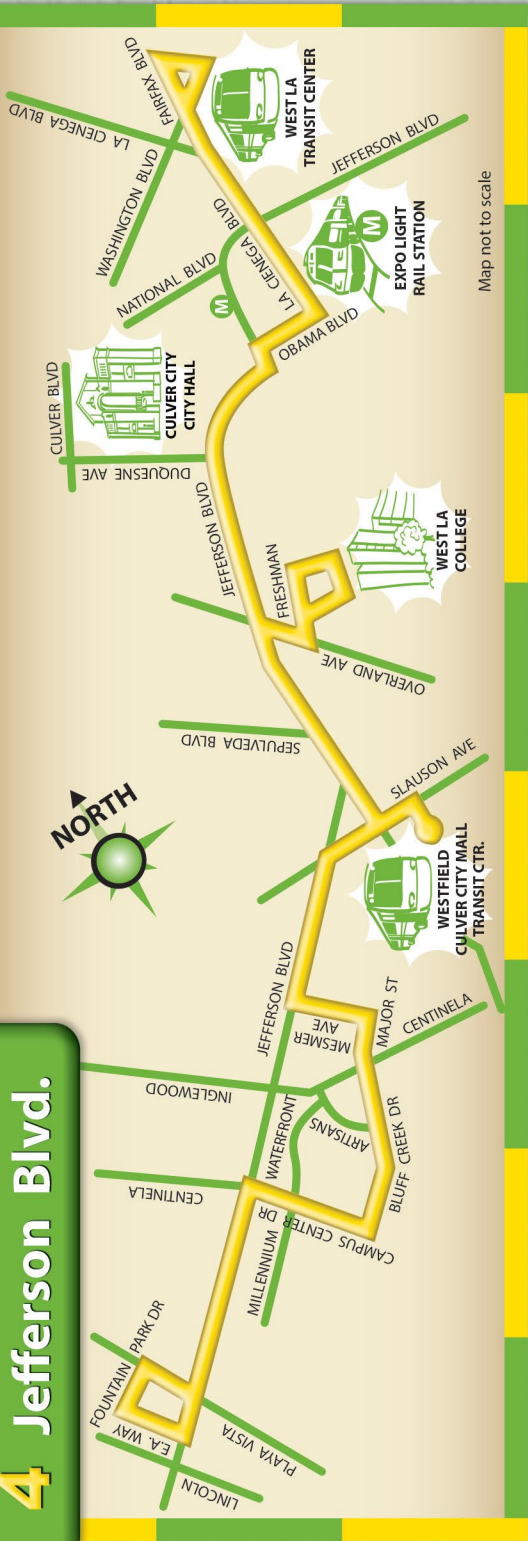 4 Jefferson Blvd.
NORTH
LINCOLN
E.A. WAY
FOUNTAIN PARK DR
PLAYA VISTA
CENTINELA
MILLENNIUM
CAMPUS CENTER DR
WATERFRONT
ARTISANS
BLUFF CREEK DR
INGLEWOOD
JEFFERSON BLVD
MESMER
AVE
MAJOR ST
CENTINELA
WESTFIELD
CULVER CITY MALL
TRANSIT CTR.
SLAUSON AVE
SEPULVEDA BLVD
OVERLAND AVE
FRESHMAN
WEST LA
COLLEGE
JEFFERSON BLVD
DUQUESNE AVE
CULVER BLVD
CULVER CITY
CITY HALL
OBAMA BLVD
M
NATIONAL BLVD
LA CIENEGA BLVD
M
EXPO LIGHT
RAIL STATION
JEFFERSON BLVD
WASHINGTON BLVD
LA CIENEGA BLVD
FAIRFAX BLVD
WEST LA
TRANSIT CENTER
Map not to scale